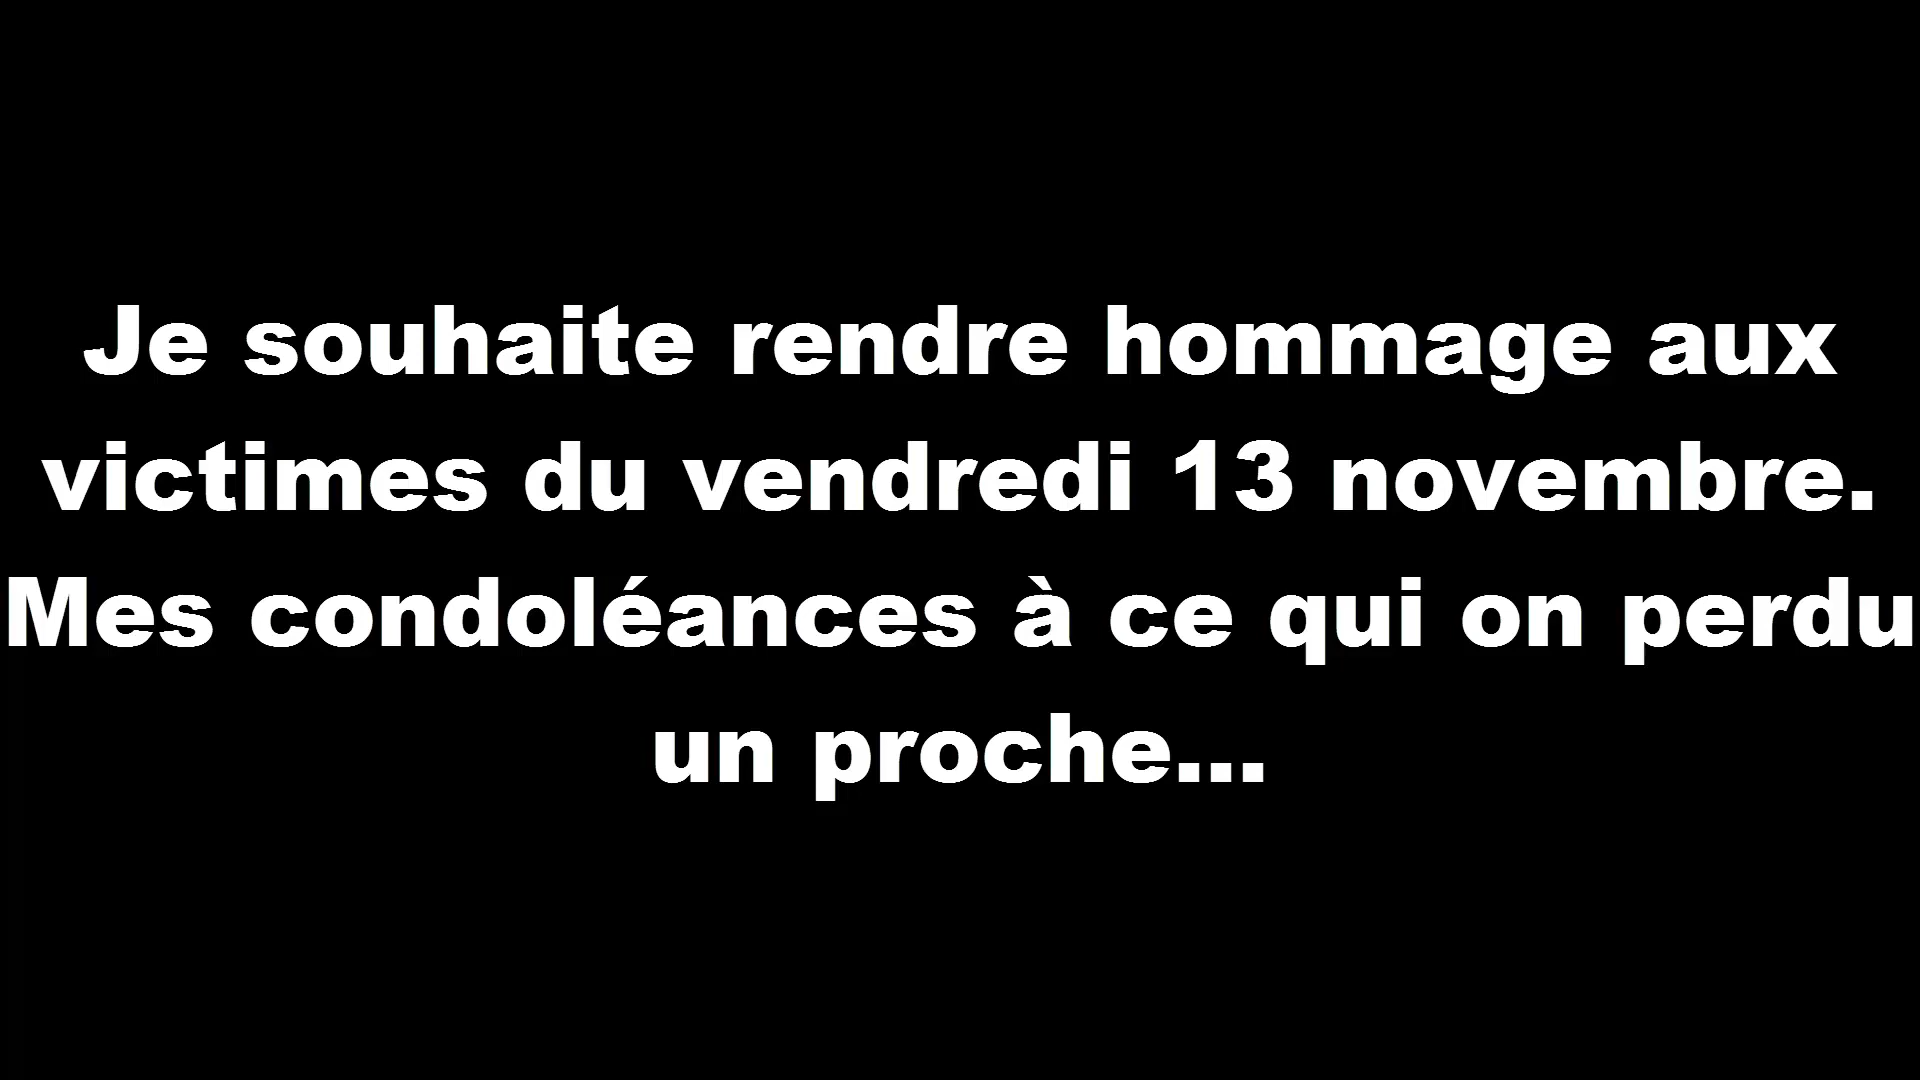 Je souhaite rendre hommage aux
victimes du vendredi 13 novembre.
Mes condoléances à ce qui on perdu
un proche...